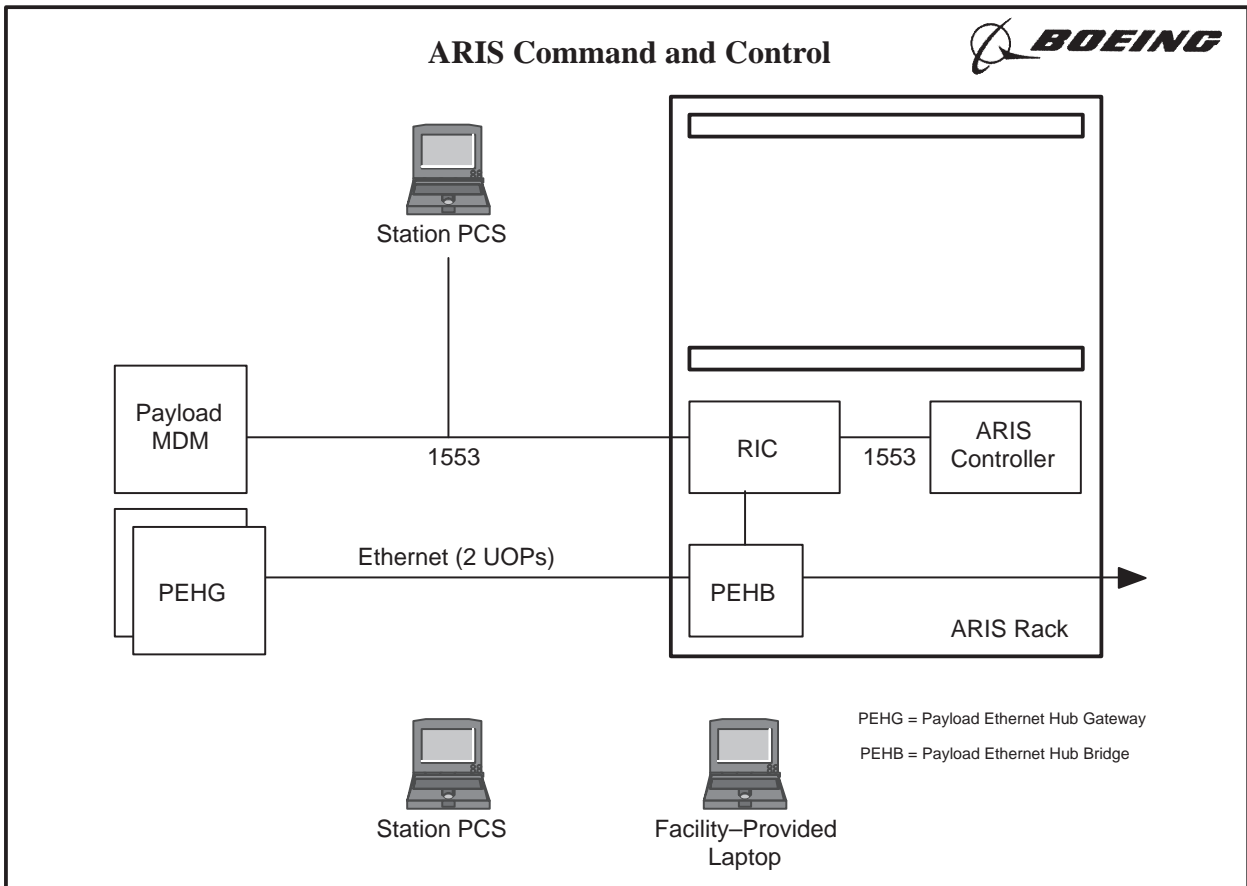 ARIS Command and Control
BOEING
Station PCS
Payload
MDM
1553
RIC
1553
ARIS
Controller
PEHG
Ethernet (2 UOPs)
PEHB
ARIS Rack
PEHG = Payload Ethernet Hub Gateway
PEHB = Payload Ethernet Hub Bridge
Station PCS
Facility–Provided
Laptop